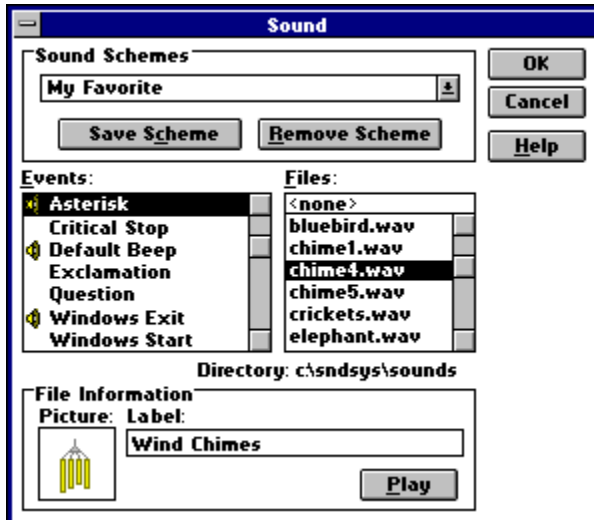 Sound
Sound Schemes
My Favorite
Save Scheme
Remove Scheme
OK
Cancel
Help
Events:
Asterisk
Critical Stop
Default Beep
Exclamation
Question
Windows Exit
Windows Start
Files:
<none>
bluebird.wav
chime1.wav
chime4.wav
chime5.wav
crickets.wav
elephant.wav
Directory: c:\sndsys\sounds
File Information
Picture:
Label:
Wind Chimes
Play